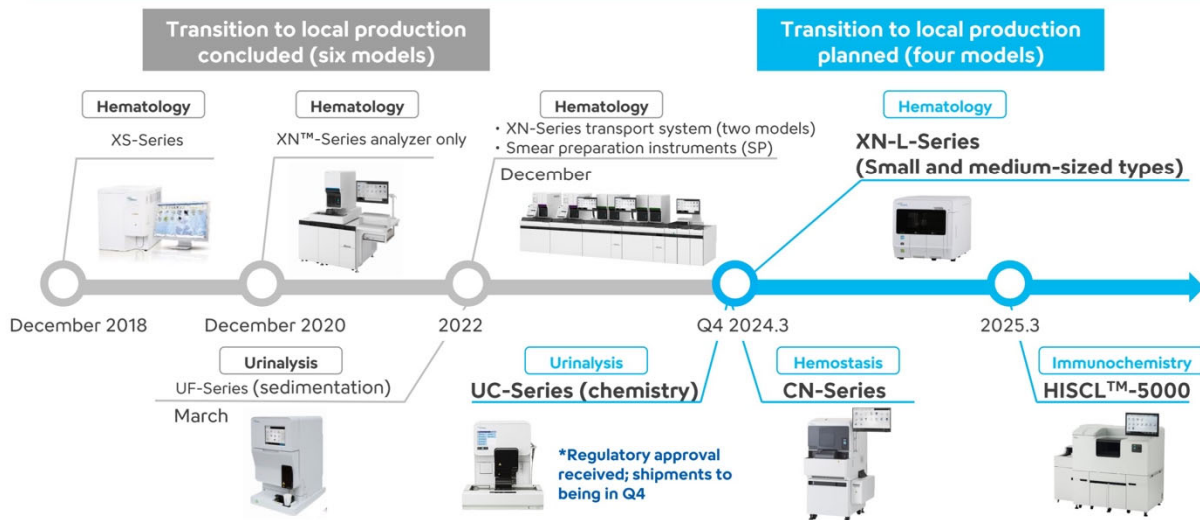 Transition to local production
concluded (six models)
Transition to local production
planned (four models)
Hematology
XS-Series
Hematology
XN™-Series analyzer only
Hematology
・XN-Series transport system (two models)
・Smear preparation instruments (SP)
December
Hematology
XN-L-Series
(Small and medium-sized types)
December 2018
December 2020
2022
Q4 2024.3
2025.3
Urinalysis
UF-Series (sedimentation)
March
Urinalysis
UC-Series (chemistry)
*Regulatory approval
received; shipments to
being in Q4
Hemostasis
CN-Series
Immunochemistry
HISCL™-5000